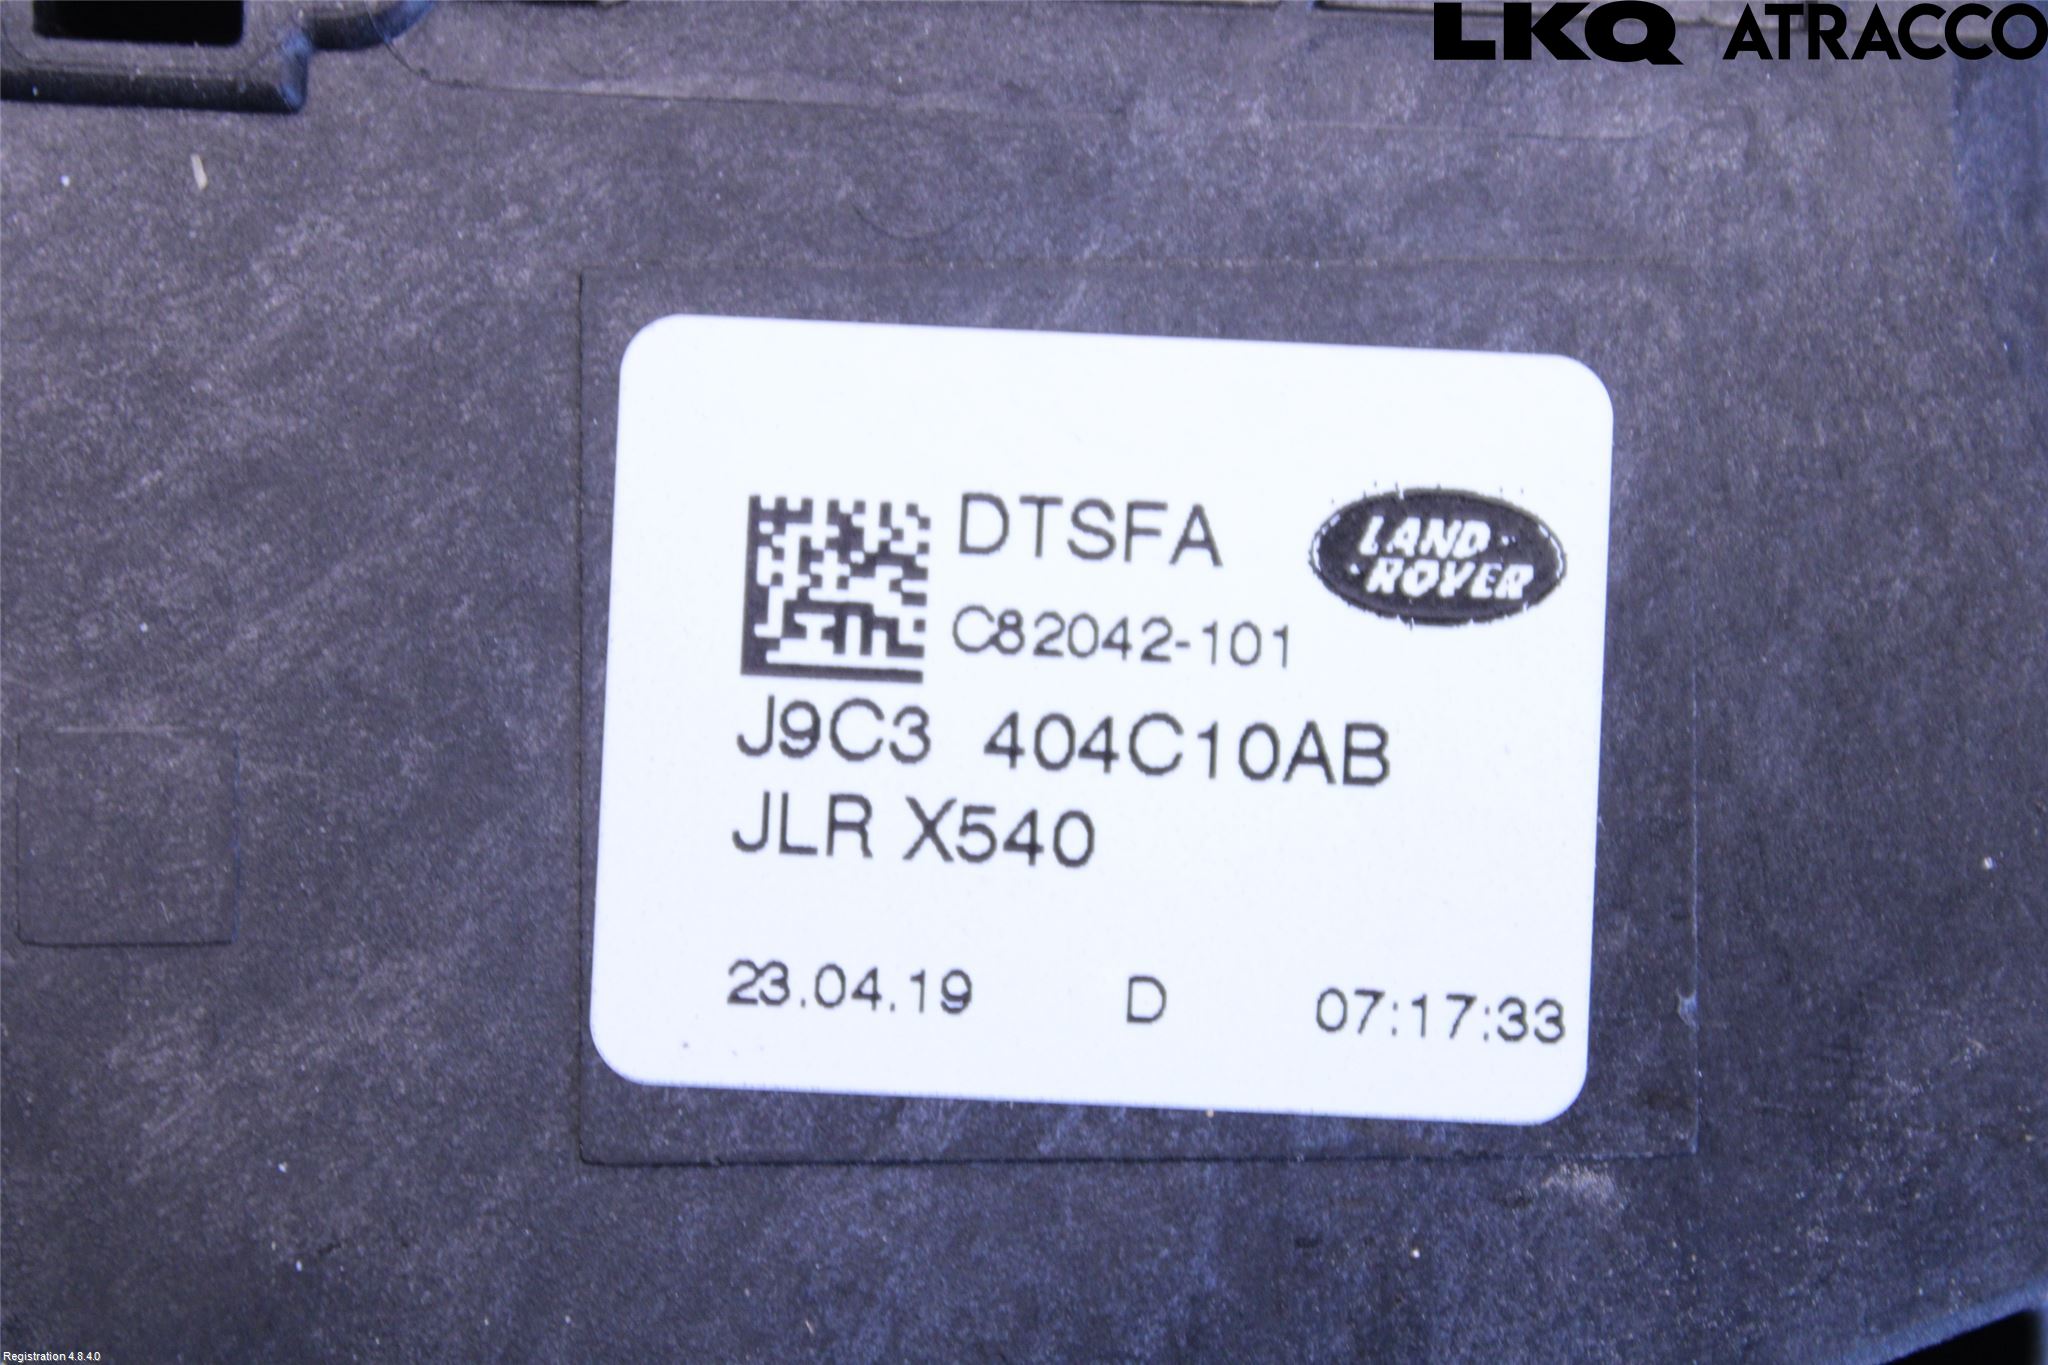 LKQ ATRACCO
DTSFA
LAND-
-ROVER
C82042-101
J9C3 404C10AB
JLR X540
23.04.19 D 07:17:33
Registration 4.8.4.0